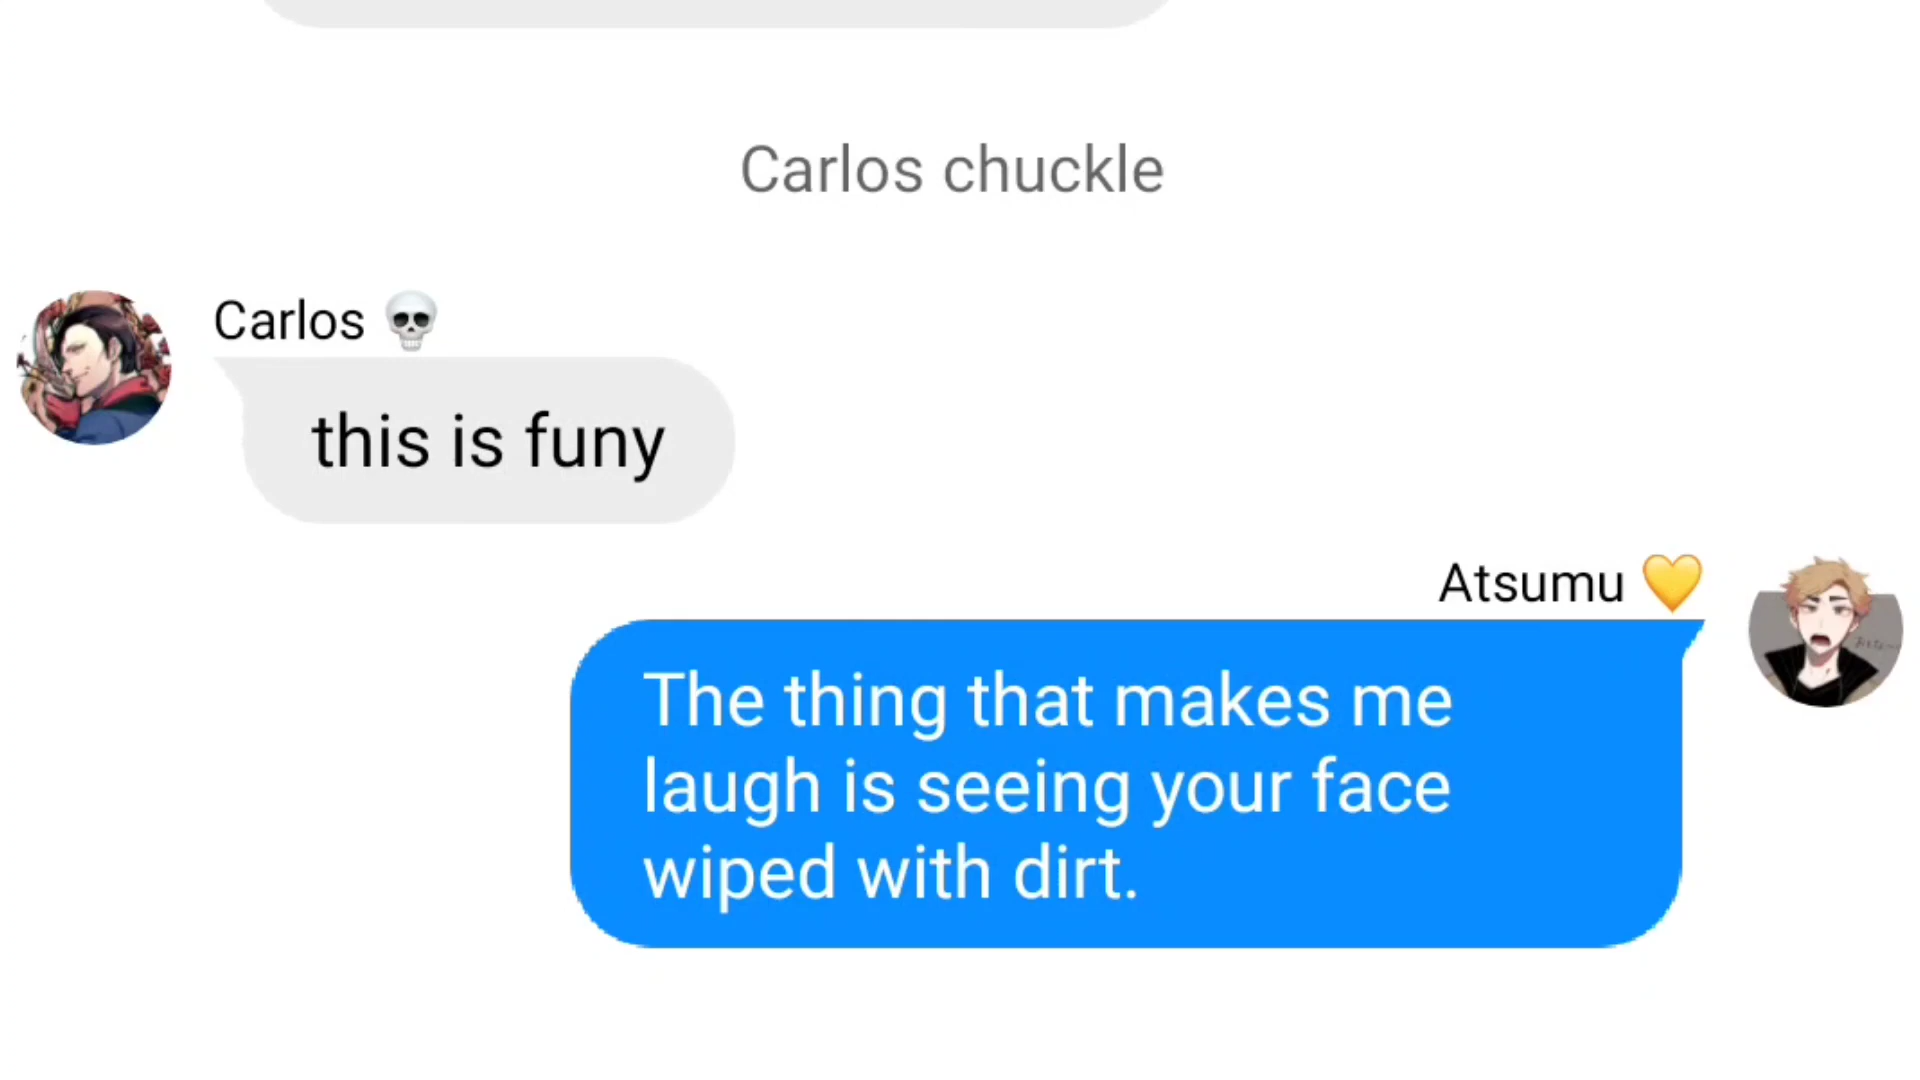 Carlos chuckle
Carlos 💀
this is funy
Atsumu 💛
The thing that makes me
laugh is seeing your face
wiped with dirt.